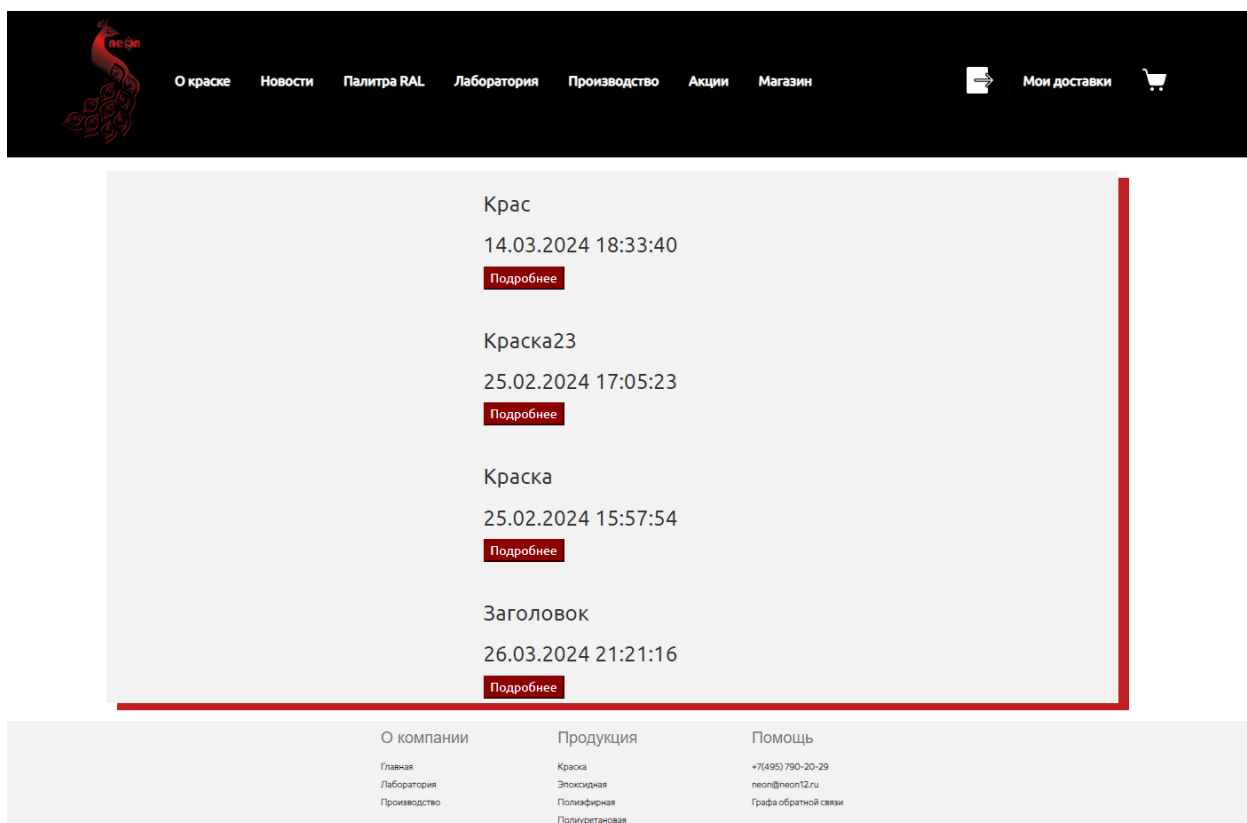 neon
О краске Новости Палитра RAL Лаборатория Производство Акции Магазин Мои доставки
Крас
14.03.2024 18:33:40
Подробнее
Краска23
25.02.2024 17:05:23
Подробнее
Краска
25.02.2024 15:57:54
Подробнее
Заголовок
26.03.2024 21:21:16
Подробнее
О компании Продукция Помощь
Главная Краска +7(495) 790-20-29
Лаборатория Эпоксидная neon@neon12.ru
Производство Полиэфирная Графа обратной связи
Полиуретановая